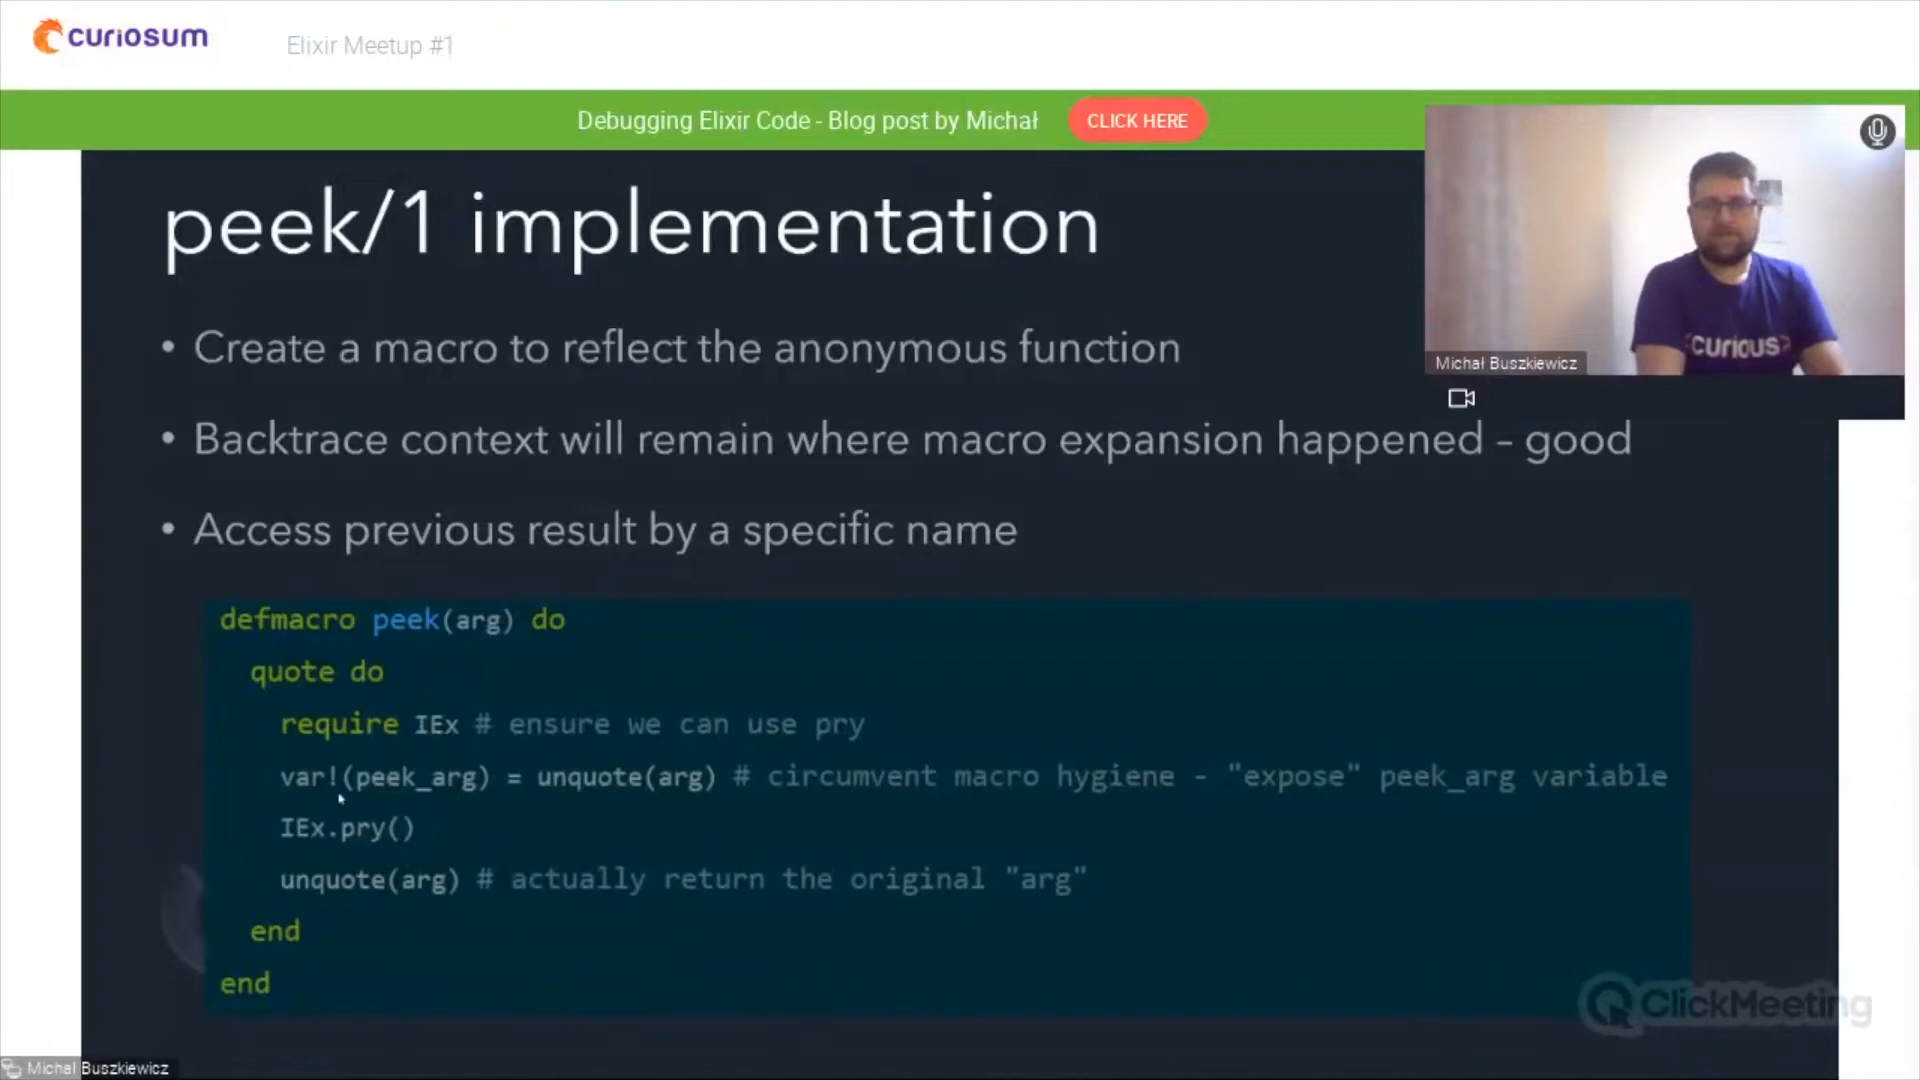 curiosum
Elixir Meetup #1
Debugging Elixir Code - Blog post by Michał
CLICK HERE
peek/1 implementation
• Create a macro to reflect the anonymous function
• Backtrace context will remain where macro expansion happened – good
• Access previous result by a specific name
defmacro peek(arg) do
quote do
require IEx # ensure we can use pry
var!(peek_arg) = unquote(arg) # circumvent macro hygiene - "expose" peek_arg variable
IEx.pry()
unquote(arg) # actually return the original "arg"
end
end
<curious>
Michał Buszkiewicz
ClickMeeting
Michał Buszkiewicz